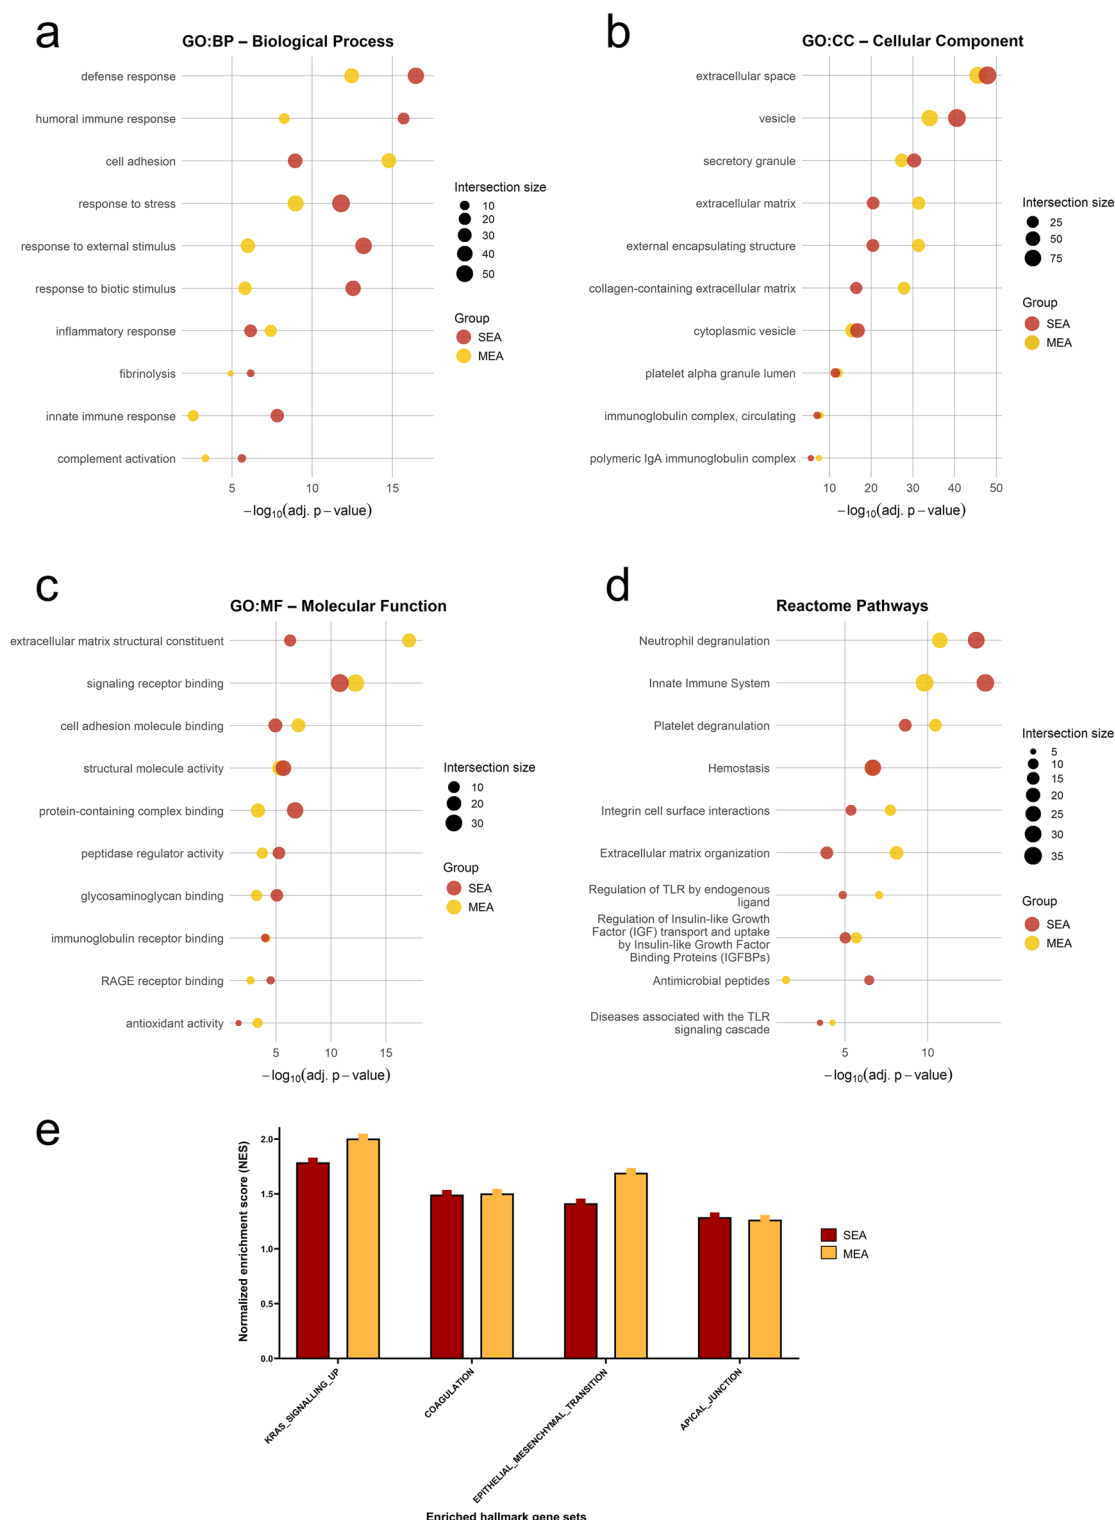 a
GO:BP – Biological Process
defense response
humoral immune response
cell adhesion
response to stress
response to external stimulus
response to biotic stimulus
inflammatory response
fibrinolysis
innate immune response
complement activation
5 10 15
−log10(adj. p−value)
Intersection size
10
20
30
40
50
Group
SEA
MEA
b
GO:CC – Cellular Component
extracellular space
vesicle
secretory granule
extracellular matrix
external encapsulating structure
collagen-containing extracellular matrix
cytoplasmic vesicle
platelet alpha granule lumen
immunoglobulin complex, circulating
polymeric IgA immunoglobulin complex
10 20 30 40 50
−log10(adj. p−value)
Intersection size
25
50
75
Group
SEA
MEA
c
GO:MF – Molecular Function
extracellular matrix structural constituent
signaling receptor binding
cell adhesion molecule binding
structural molecule activity
protein-containing complex binding
peptidase regulator activity
glycosaminoglycan binding
immunoglobulin receptor binding
RAGE receptor binding
antioxidant activity
5 10 15
−log10(adj. p−value)
Intersection size
10
20
30
Group
SEA
MEA
d
Reactome Pathways
Neutrophil degranulation
Innate Immune System
Platelet degranulation
Hemostasis
Integrin cell surface interactions
Extracellular matrix organization
Regulation of TLR by endogenous
ligand
Regulation of Insulin-like Growth
Factor (IGF) transport and uptake
by Insulin-like Growth Factor
Binding Proteins (IGFBPs)
Antimicrobial peptides
Diseases associated with the TLR
signaling cascade
5 10
−log10(adj. p−value)
Intersection size
5
10
15
20
25
30
35
Group
SEA
MEA
e
Normalized enrichment score (NES)
2.0
1.5
1.0
0.5
0.0
KRAS_SIGNALLING_UP
COAGULATION
EPITHELIAL_MESENCHYMAL_TRANSITION
APICAL_JUNCTION
Enriched hallmark gene sets
SEA
MEA